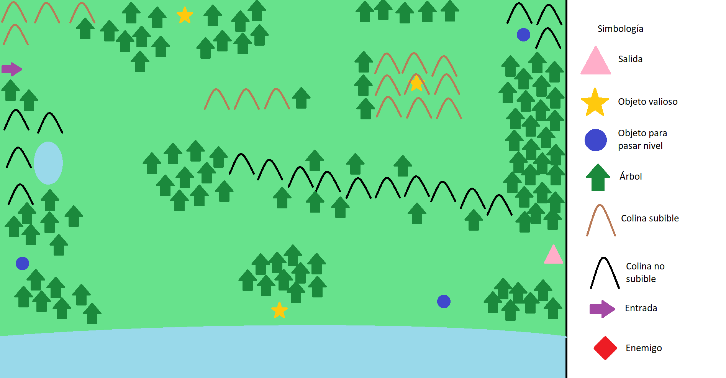 Simbología
Salida
Objeto valioso
Objeto para
pasar nivel
Árbol
Colina subible
Colina no
subible
Entrada
Enemigo